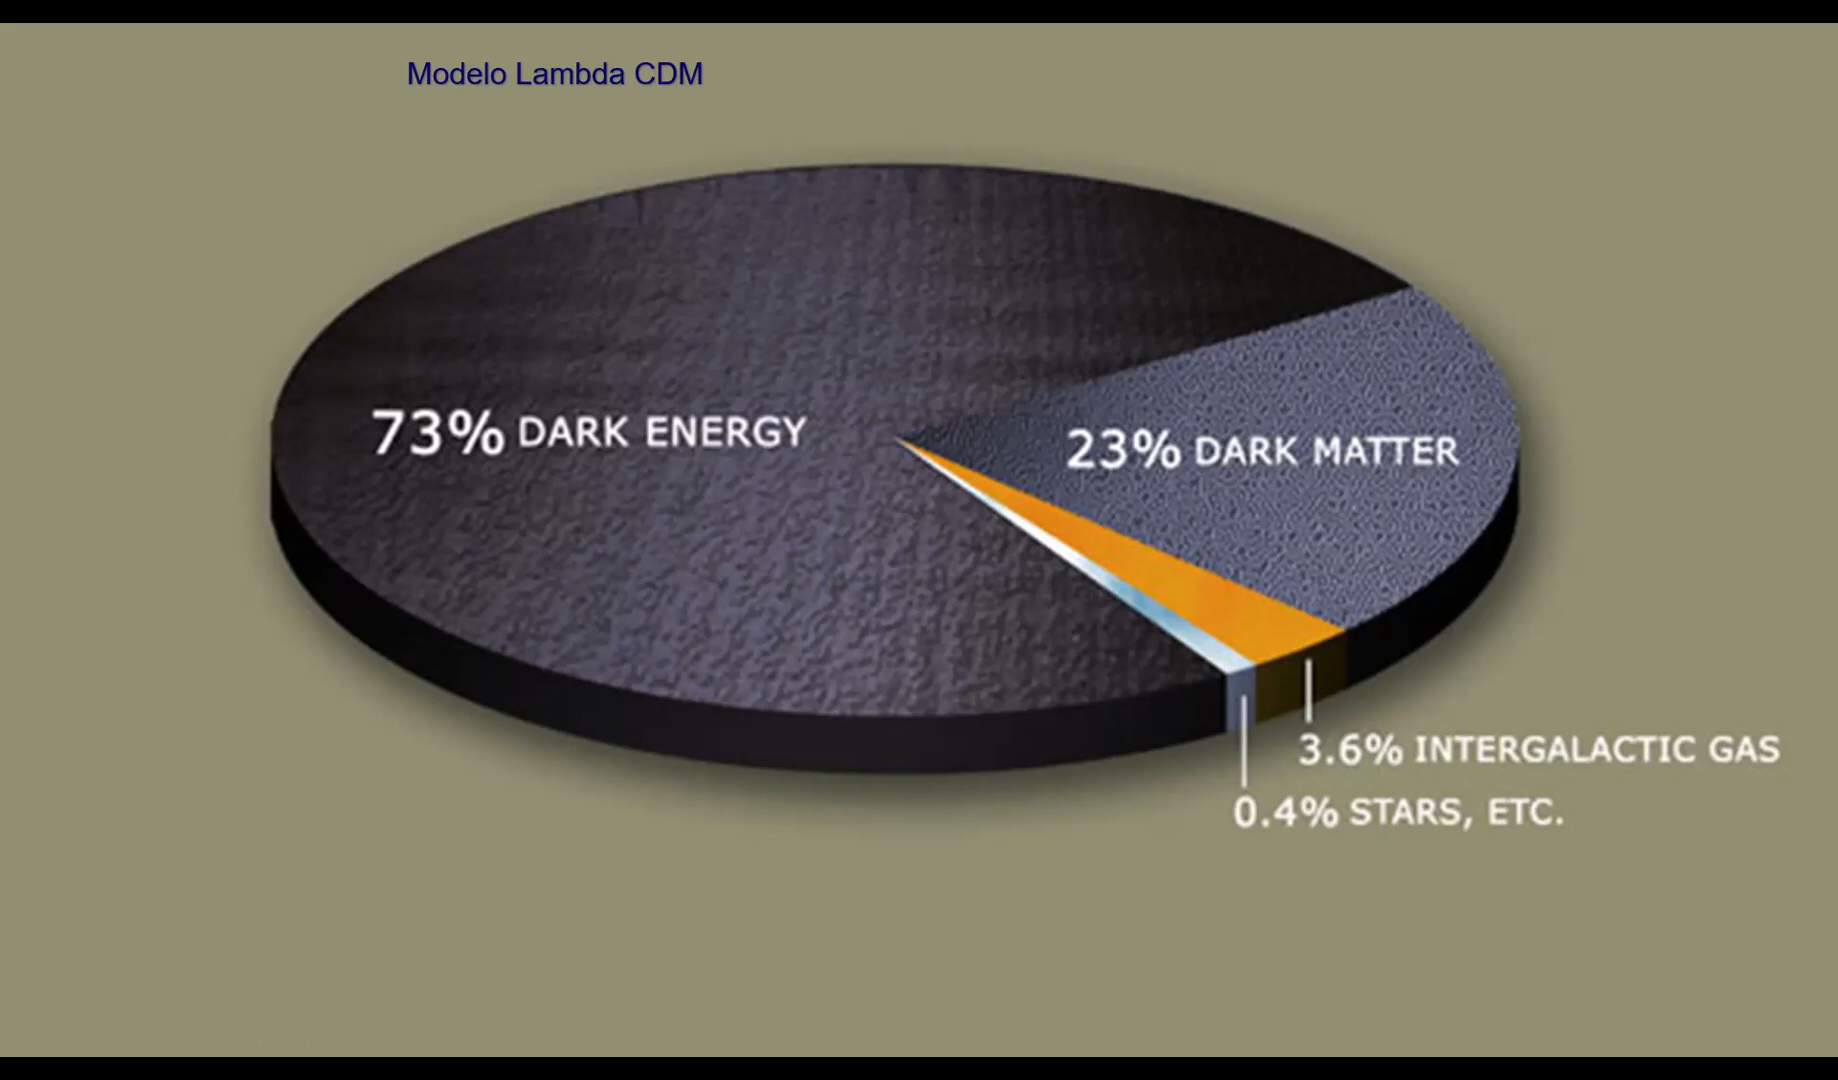 Modelo Lambda CDM
73% DARK ENERGY
23% DARK MATTER
3.6% INTERGALACTIC GAS
0.4% STARS, ETC.